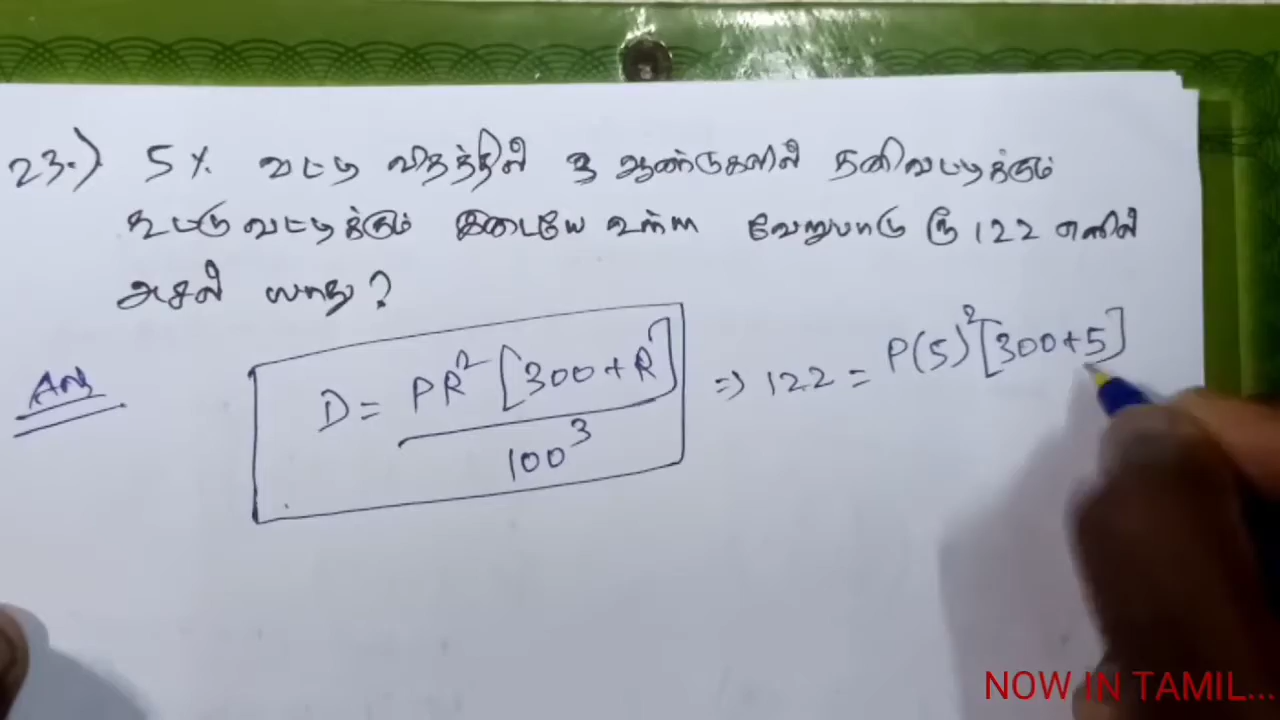 23.) 5% வட்டி விதத்தில் 3 ஆண்டுகளில் தனிவட்டிக்கும்
கூட்டு வட்டிக்கும் இடையே உள்ள வேறுபாடு ரூ 122 எனில்
அசல் யாது?
Ans
D = PR² [300+R] / 100³ ⇒ 122 = P(5)² [300+5]
NOW IN TAMIL...